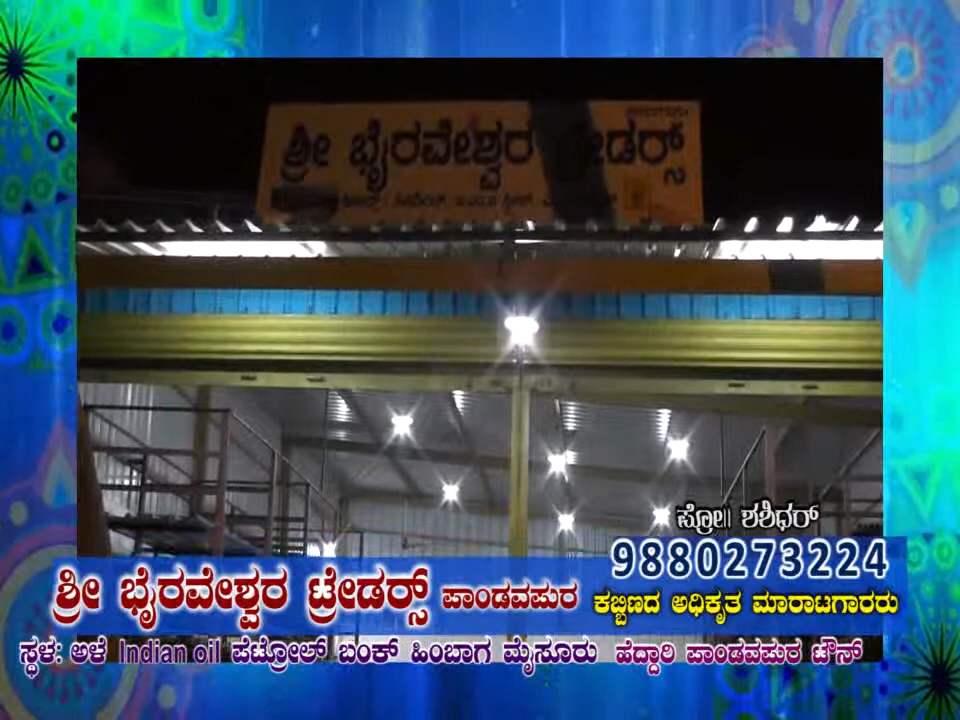 ಶ್ರೀ ಭೈರವೇಶ್ವರ ಟ್ರೇಡರ್ಸ್
ಪ್ರೋ॥ ಶಶಿಧರ್
9880273224
ಶ್ರೀ ಭೈರವೇಶ್ವರ ಟ್ರೇಡರ್ಸ್ ಪಾಂಡವಪುರ
ಕಬ್ಬಿಣದ ಅಧಿಕೃತ ಮಾರಾಟಗಾರರು
ಸ್ಥಳ: ಅಳೆ Indian oil ಪೆಟ್ರೋಲ್ ಬಂಕ್ ಹಿಂಬಾಗ ಮೈಸೂರು ಹೆದ್ದಾರಿ ಪಾಂಡವಪುರ ಟೌನ್